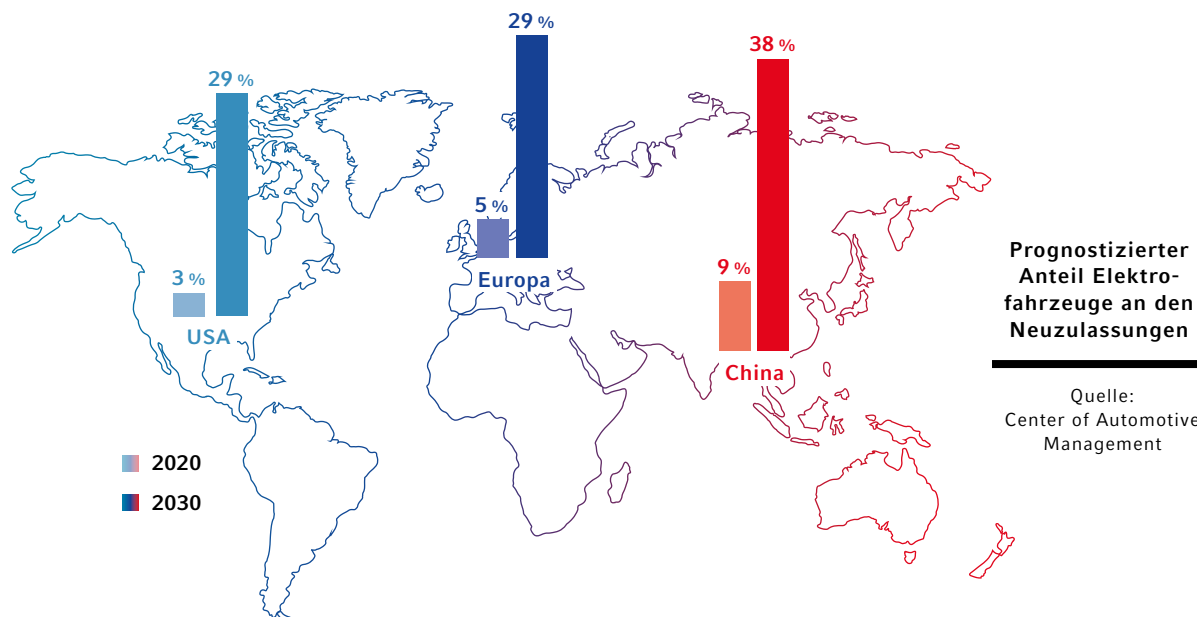 29 %
3 %
USA
29 %
5 %
Europa
38 %
9 %
China
2020
2030
Prognostizierter
Anteil Elektro-
fahrzeuge an den
Neuzulassungen
Quelle:
Center of Automotive
Management